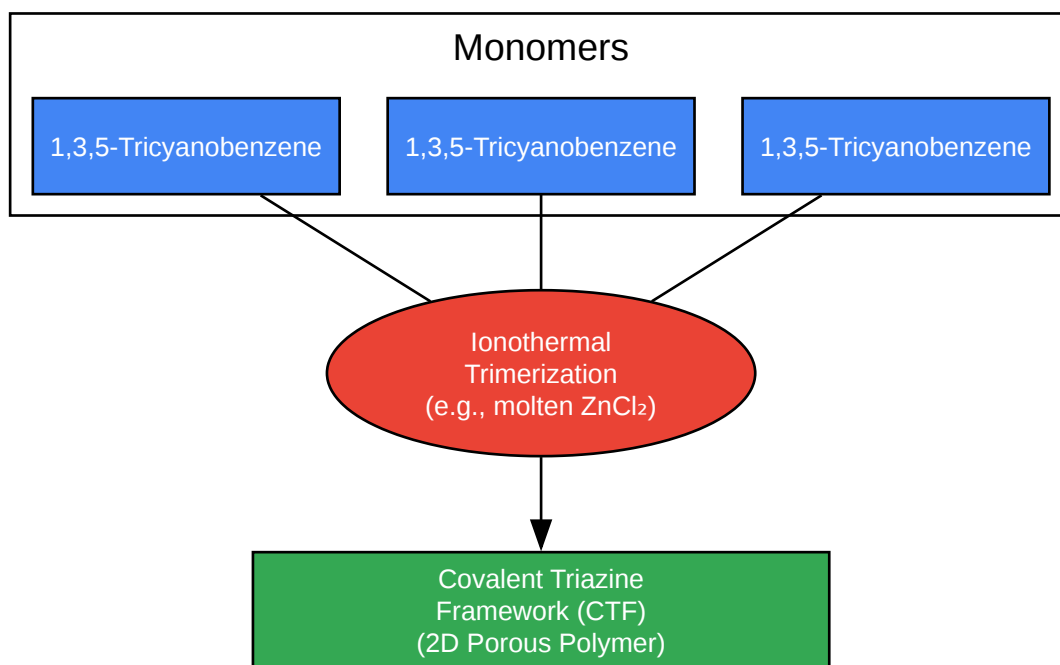 Monomers
1,3,5-Tricyanobenzene
1,3,5-Tricyanobenzene
1,3,5-Tricyanobenzene
Ionothermal
Trimerization
(e.g., molten ZnCl₂)
Covalent Triazine
Framework (CTF)
(2D Porous Polymer)